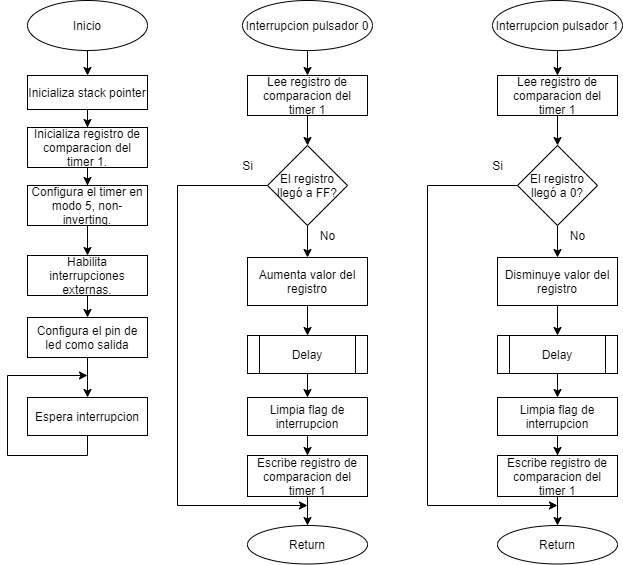 Inicio
Inicializa stack pointer
Inicializa registro de
comparacion del
timer 1.
Configura el timer en
modo 5, non-
inverting.
Habilita
interrupciones
externas.
Configura el pin de
led como salida
Espera interrupcion
Interrupcion pulsador 0
Lee registro de
comparacion del
timer 1
El registro
llegó a FF?
Si
No
Aumenta valor del
registro
Delay
Limpia flag de
interrupcion
Escribe registro de
comparacion del
timer 1
Return
Interrupcion pulsador 1
Lee registro de
comparacion del
timer 1
El registro
llegó a 0?
Si
No
Disminuye valor del
registro
Delay
Limpia flag de
interrupcion
Escribe registro de
comparacion del
timer 1
Return